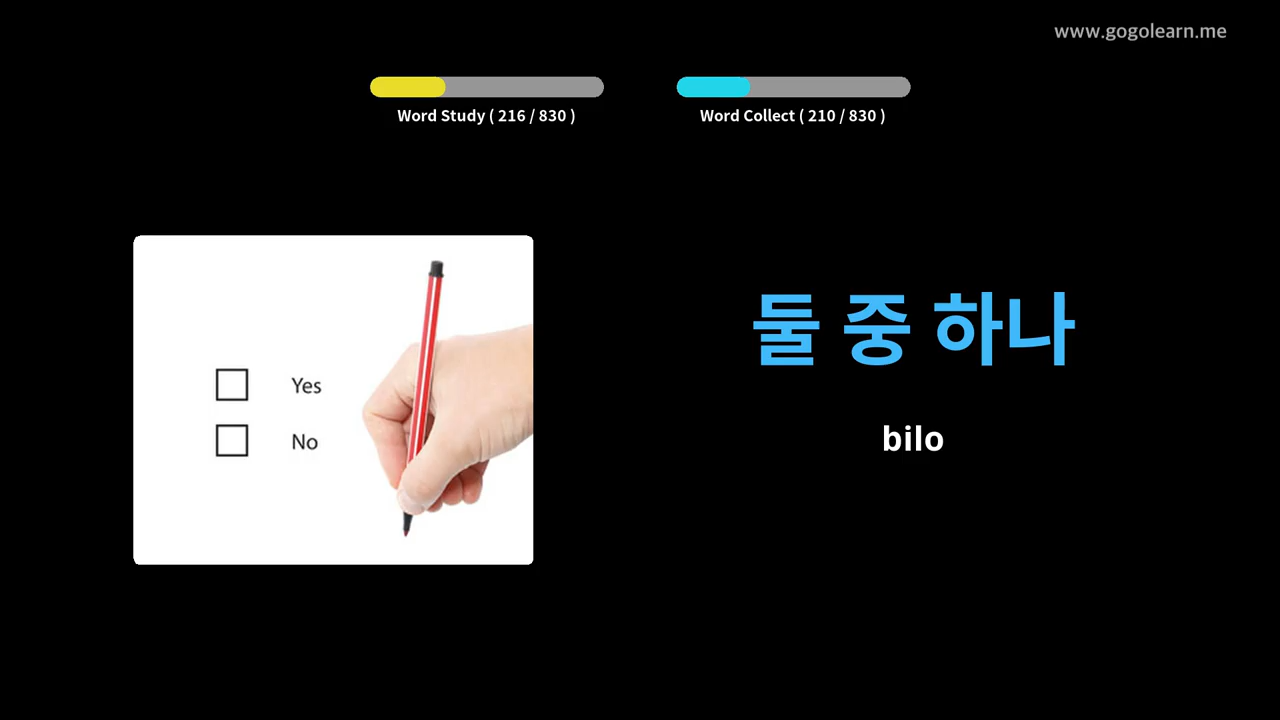 www.gogolearn.me
Word Study ( 216 / 830 )
Word Collect ( 210 / 830 )
Yes
No
둘 중 하나
bilo